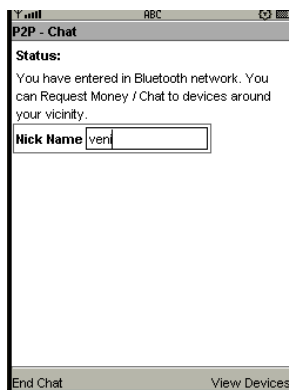 ABC
P2P - Chat
Status:
You have entered in Bluetooth network. You
can Request Money / Chat to devices around
your vicinity.
Nick Name veni
End Chat View Devices